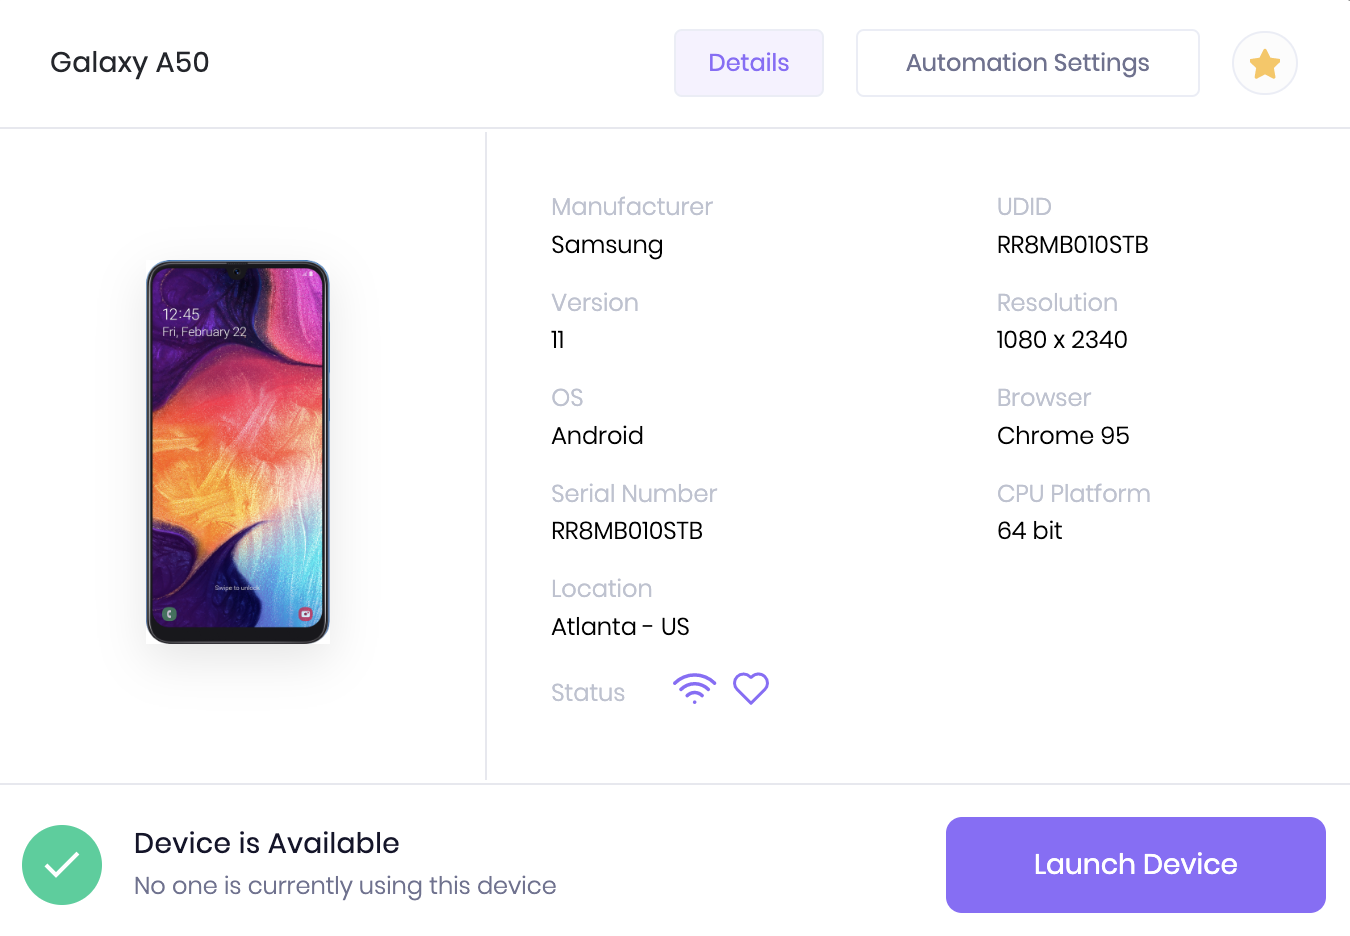 Galaxy A50
Details
Automation Settings
12:45
Fri, February 22
Swipe to unlock
Manufacturer
Samsung
Version
11
OS
Android
Serial Number
RR8MB010STB
Location
Atlanta - US
Status
UDID
RR8MB010STB
Resolution
1080 x 2340
Browser
Chrome 95
CPU Platform
64 bit
Device is Available
No one is currently using this device
Launch Device